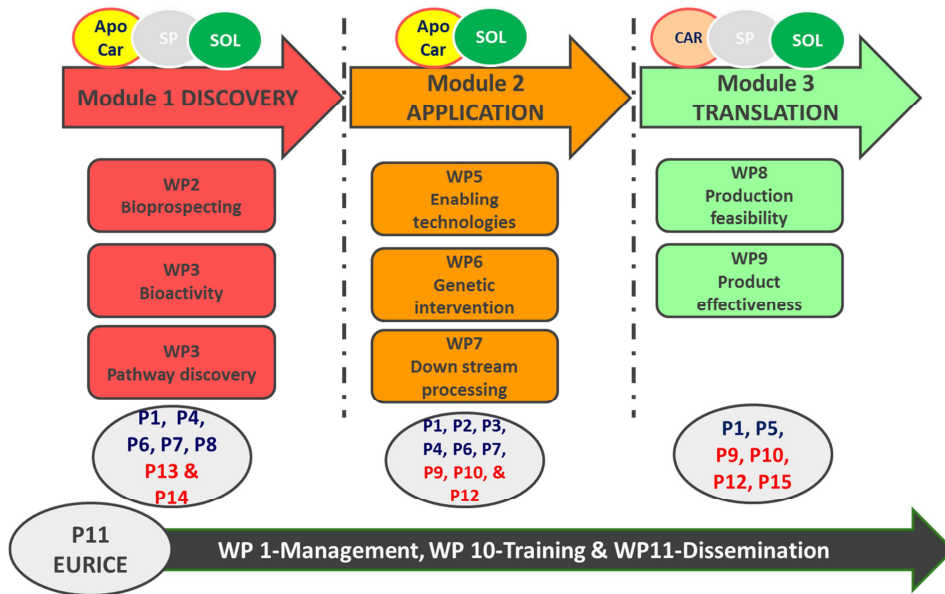 Apo
Car
SP
SOL
Module 1 DISCOVERY
WP2
Bioprospecting
WP3
Bioactivity
WP3
Pathway discovery
P1, P4,
P6, P7, P8
P13 &
P14
Apo
Car
SOL
Module 2
APPLICATION
WP5
Enabling
technologies
WP6
Genetic
intervention
WP7
Down stream
processing
P1, P2, P3,
P4, P6, P7,
P9, P10, &
P12
CAR
SP
SOL
Module 3
TRANSLATION
WP8
Production
feasibility
WP9
Product
effectiveness
P1, P5,
P9, P10,
P12, P15
P11
EURICE
WP 1-Management, WP 10-Training & WP11-Dissemination